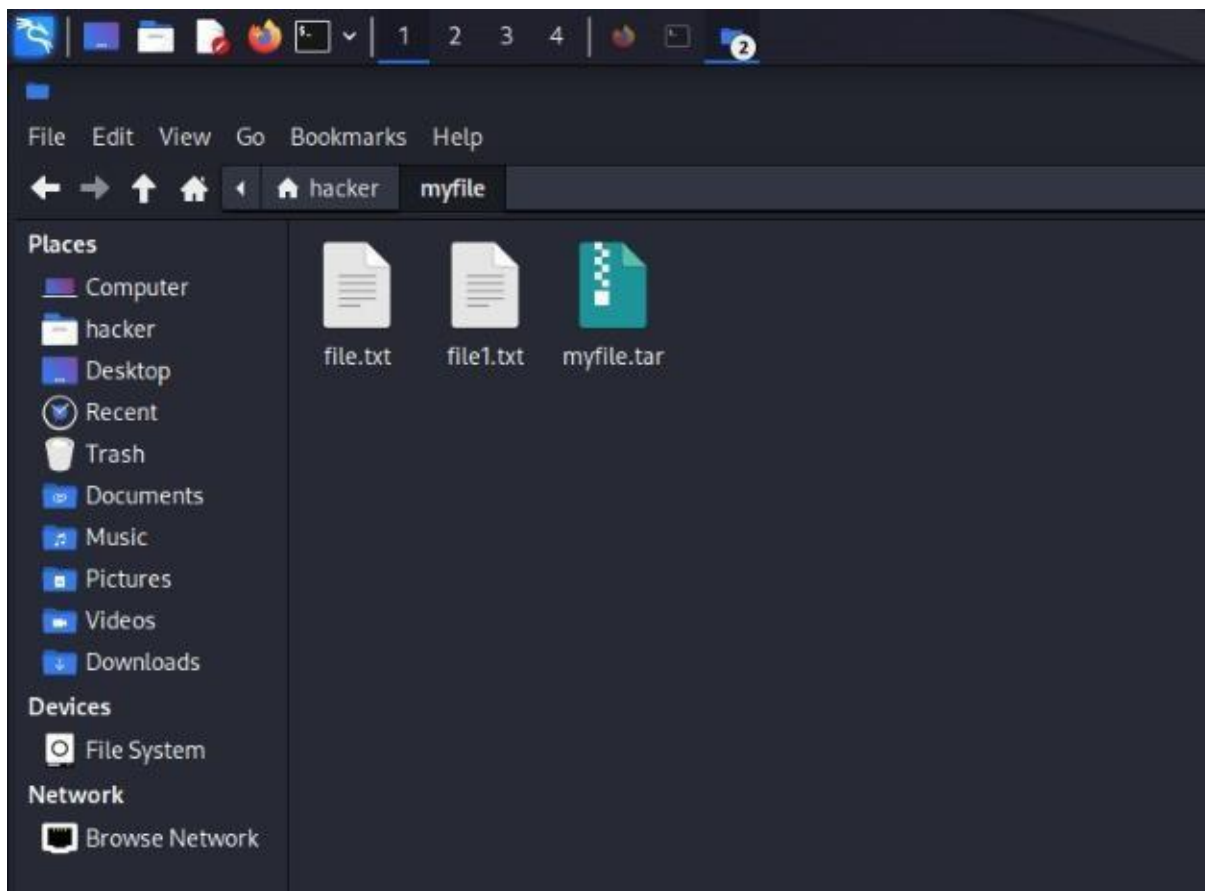 1 2 3 4 2
File Edit View Go Bookmarks Help
hacker myfile
Places
Computer
hacker
Desktop
Recent
Trash
Documents
Music
Pictures
Videos
Downloads
Devices
File System
Network
Browse Network
file.txt file1.txt myfile.tar